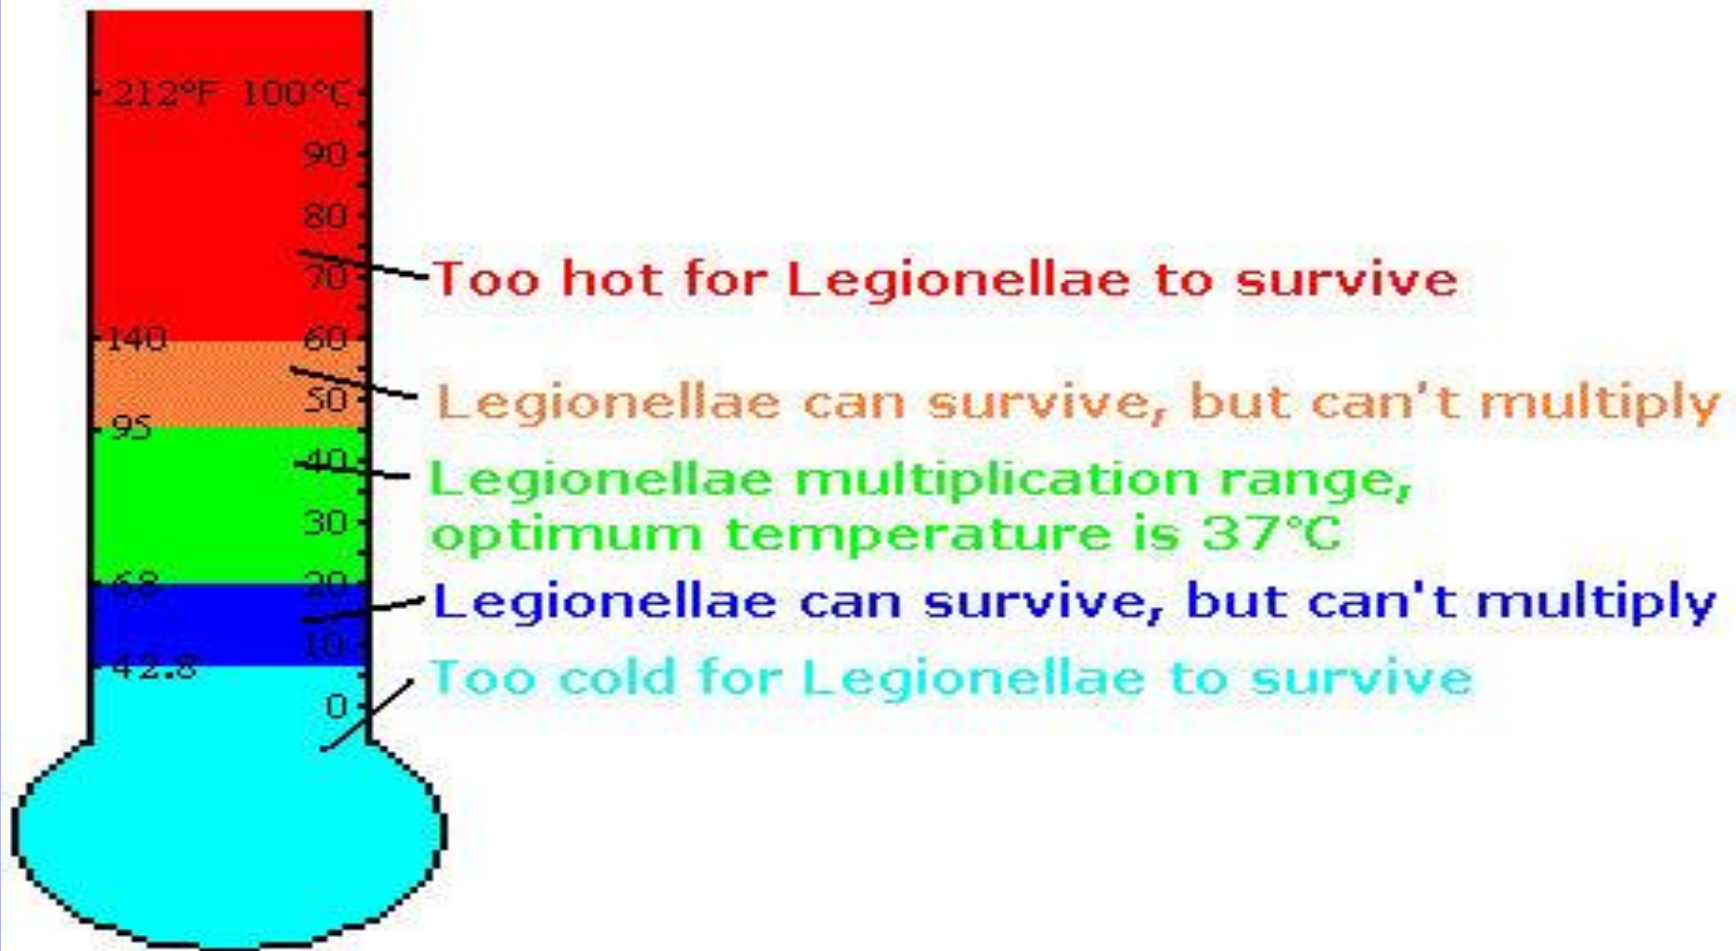 212°F 100°C
90
80
70
Too hot for Legionellae to survive
140 60
50
Legionellae can survive, but can't multiply
95
40
Legionellae multiplication range,
30
optimum temperature is 37°C
68 20
Legionellae can survive, but can't multiply
10
42.8
Too cold for Legionellae to survive
0